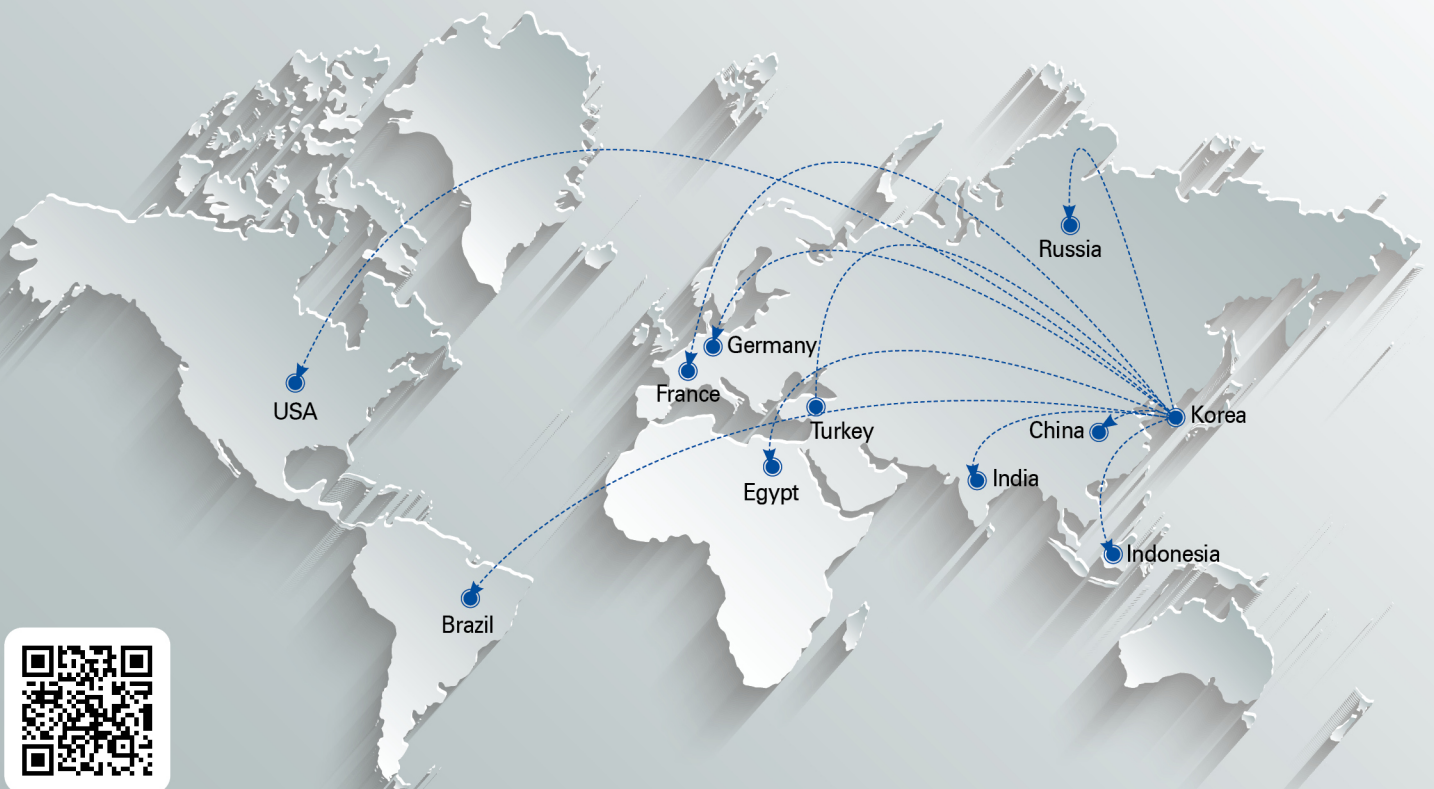 Russia
Germany
France
USA
Turkey
Korea
China
Egypt
India
Indonesia
Brazil